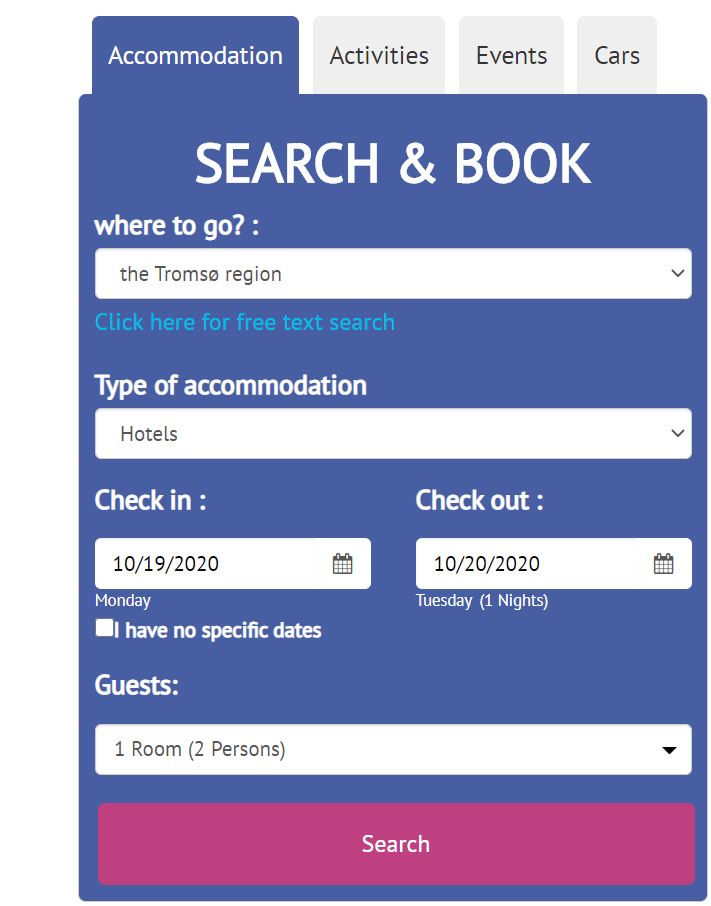 Accommodation Activities Events Cars
SEARCH & BOOK
where to go? :
the Tromsø region
Click here for free text search
Type of accommodation
Hotels
Check in : Check out :
10/19/2020 10/20/2020
Monday Tuesday (1 Nights)
I have no specific dates
Guests:
1 Room (2 Persons)
Search